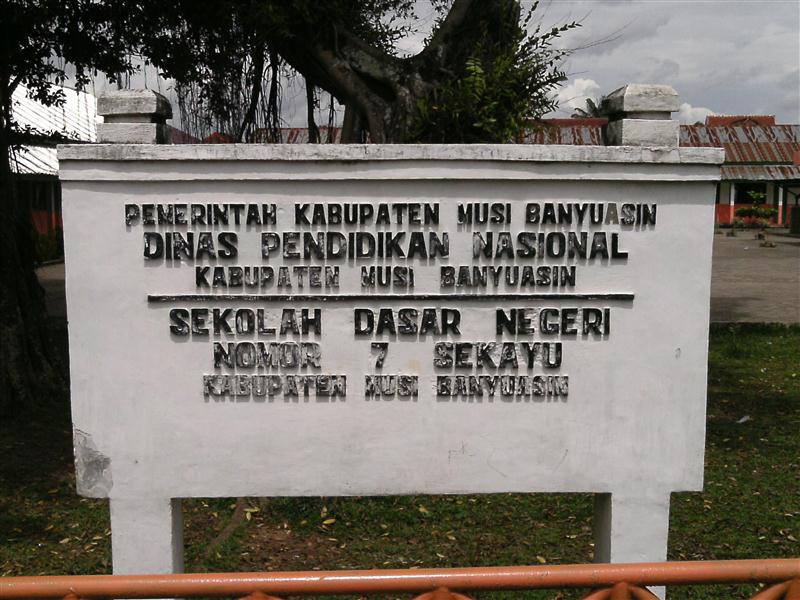 PEMERINTAH KABUPATEN MUSI BANYUASIN
DINAS PENDIDIKAN NASIONAL
KABUPATEN MUSI BANYUASIN
SEKOLAH DASAR NEGERI
NOMOR 7 SEKAYU
KABUPATEN MUSI BANYUASIN